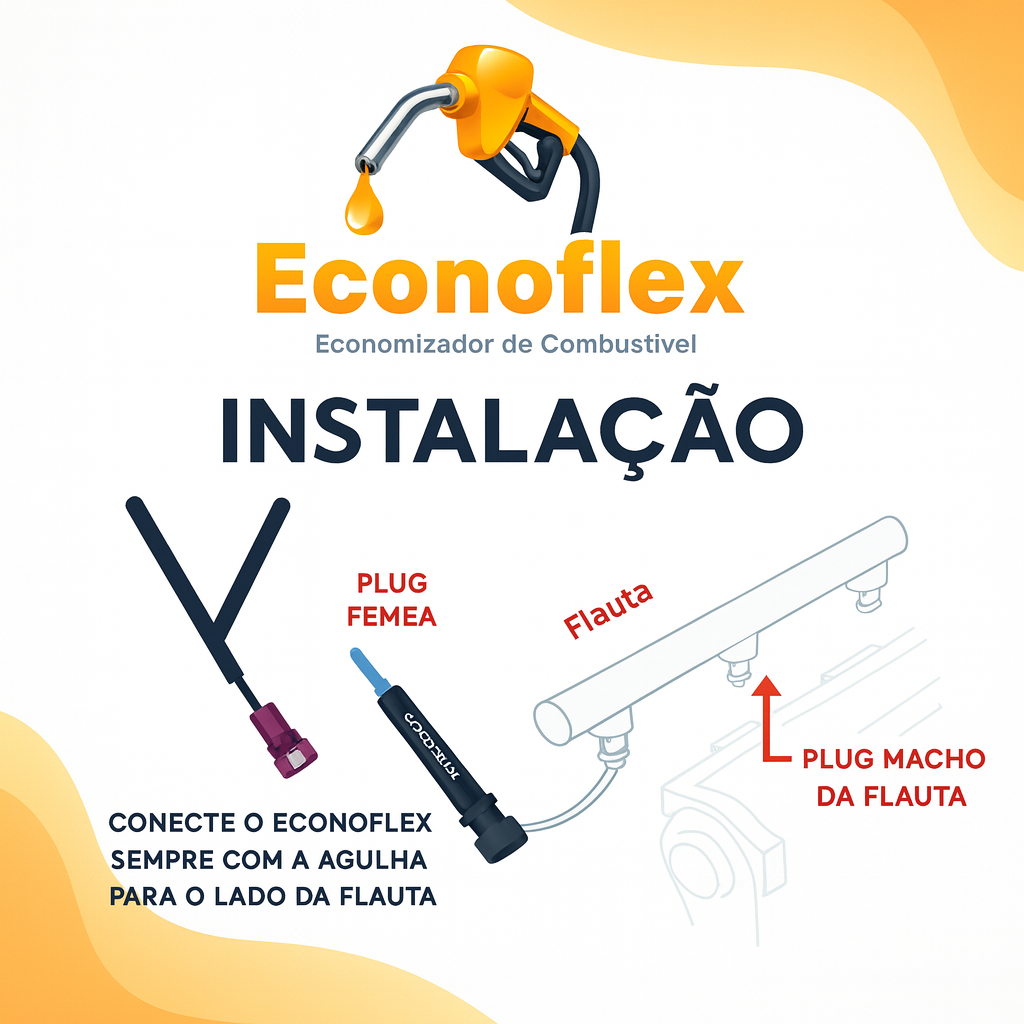 Econoflex
Economizador de Combustivel
INSTALAÇÃO
PLUG
FEMEA
Flauta
PLUG MACHO
DA FLAUTA
CONECTE O ECONOFLEX
SEMPRE COM A AGULHA
PARA O LADO DA FLAUTA